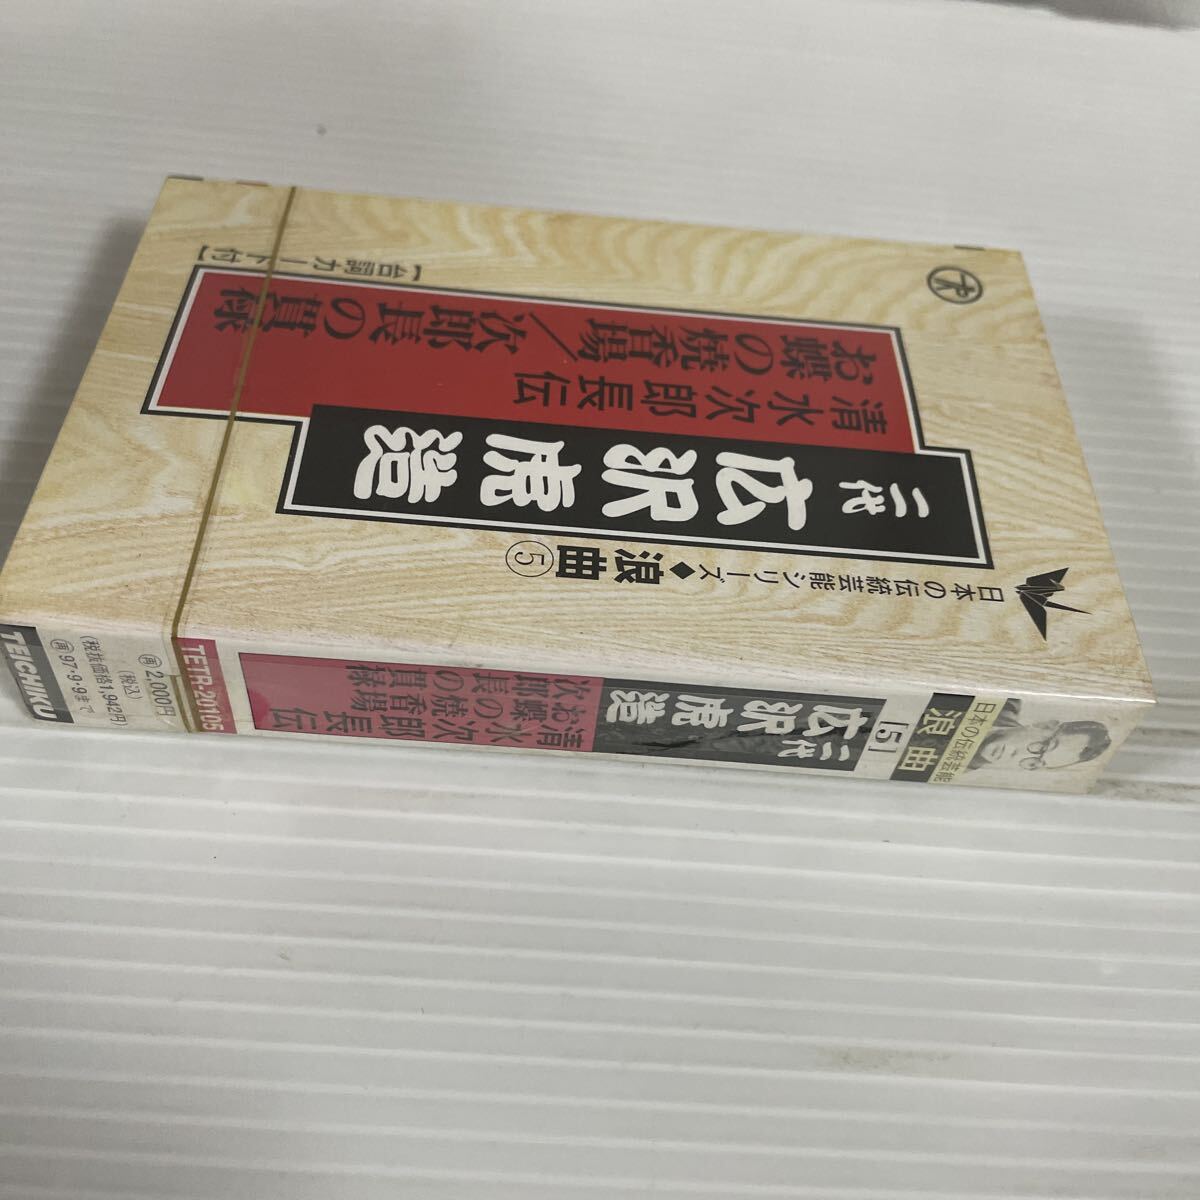 日本の伝統芸能シリーズ◆浪曲⑤
二代 広沢虎造
清水次郎長伝
お蝶の焼香場/次郎長の貫禄
【台詞カード付】
日本の伝統芸能
浪曲
[5]
二代 広沢虎造
清水次郎長伝
お蝶の焼香場
次郎長の貫禄
TETR-20105
再2,000円
(税込)
(税抜価格1,942円)
再97・9・9まで
TEICHIKU